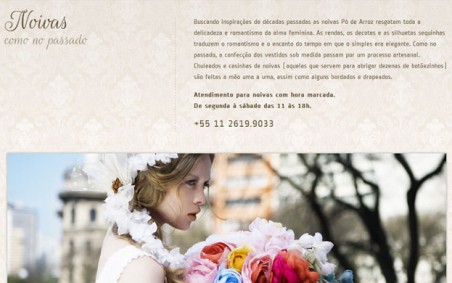 Noivas
como no passado
Buscando inspirações de décadas passadas as noivas Pó de Arroz resgatam toda a
delicadeza e romantismo da alma feminina. As rendas, os decotes e as silhuetas sequinhas
traduzem o romantismo e o encanto do tempo em que o simples era elegante. Como no
passado, a confecção dos vestidos sob medida passam por um processo artesanal.
Chuleados e casinhas de noivas (aquelas que servem para abrigar dezenas de botõezinhos)
são feitas a mão uma a uma, assim como alguns bordados e drapeados.
Atendimento para noivas com hora marcada.
De segunda à sábado das 11 às 18h.
+55 11 2619.9033